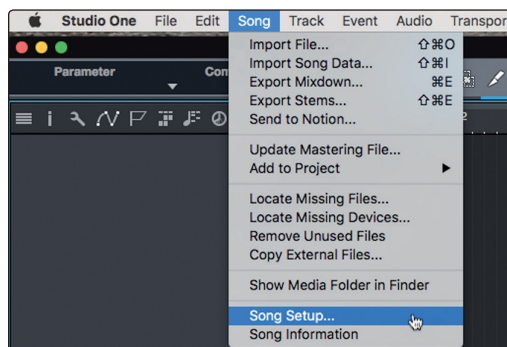 Studio One File Edit Song Track Event Audio Transpor
Parameter Con
Import File... ⇧⌘O
Import Song Data... ⇧⌘I
Export Mixdown... ⌘E
Export Stems... ⇧⌘E
Send to Notion...
Update Mastering File...
Add to Project
Locate Missing Files...
Locate Missing Devices...
Remove Unused Files
Copy External Files...
Show Media Folder in Finder
Song Setup...
Song Information